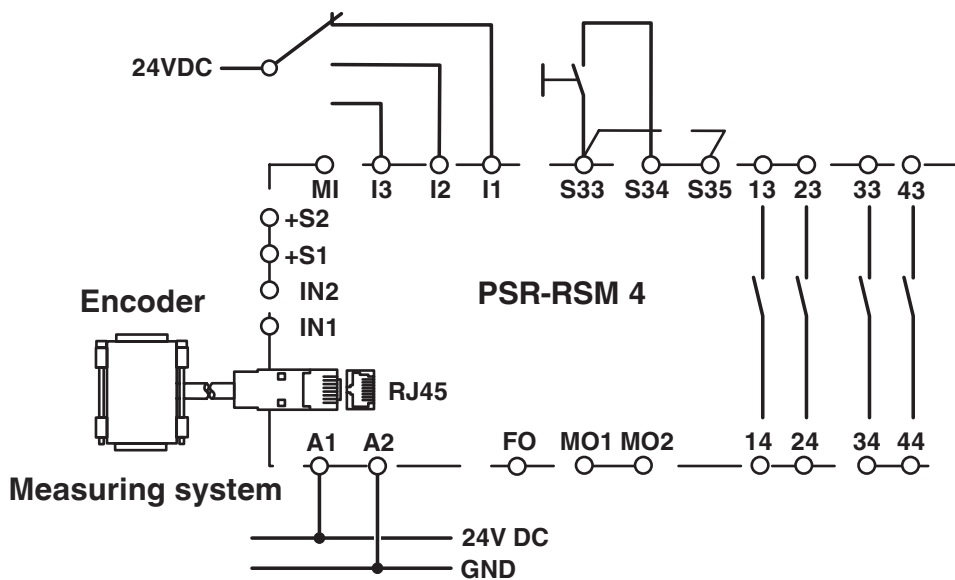 24VDC
MI I3 I2 I1 S33 S34 S35 13 23 33 43
+S2
+S1
IN2
IN1
PSR-RSM 4
Encoder
RJ45
A1 A2 FO MO1 MO2 14 24 34 44
Measuring system
24V DC
GND